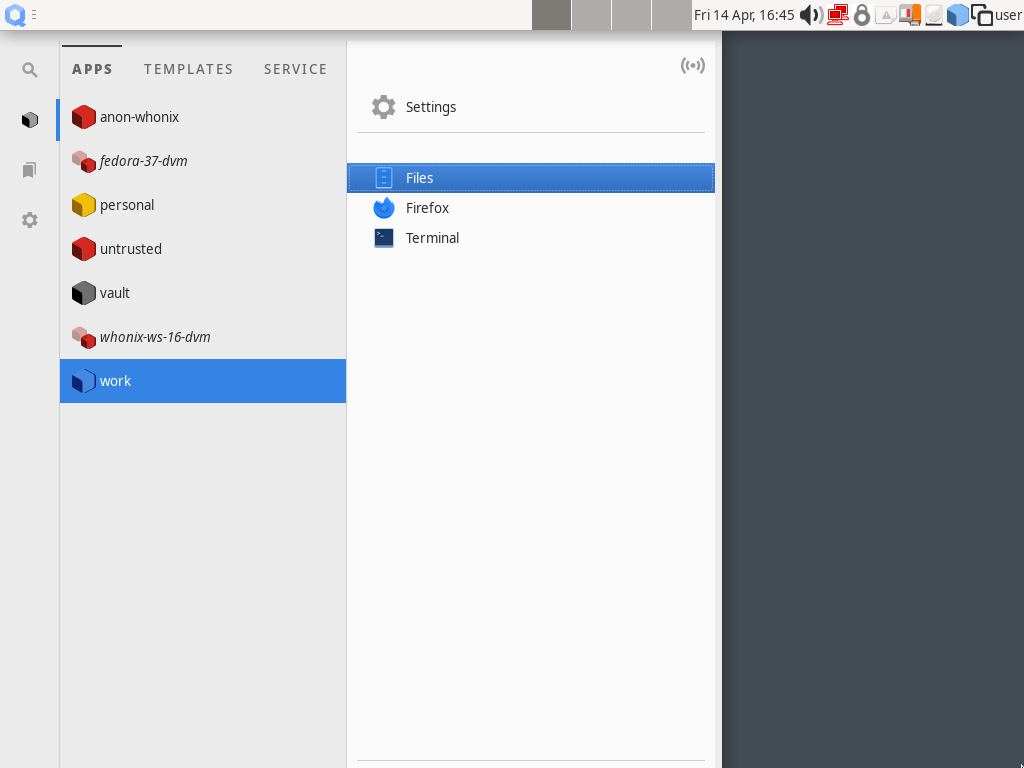 Fri 14 Apr, 16:45 user
APPS TEMPLATES SERVICE
anon-whonix
fedora-37-dvm
personal
untrusted
vault
whonix-ws-16-dvm
work
Settings
Files
Firefox
Terminal